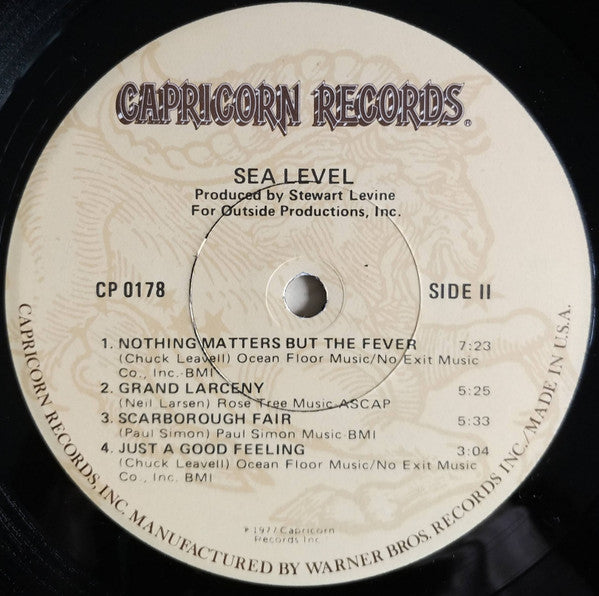 CAPRICORN RECORDS®
SEA LEVEL
Produced by Stewart Levine
For Outside Productions, Inc.
CP 0178
SIDE II
1. NOTHING MATTERS BUT THE FEVER 7:23
(Chuck Leavell) Ocean Floor Music/No Exit Music
Co., Inc.-BMI
2. GRAND LARCENY 5:25
(Neil Larsen) Rose Tree Music-ASCAP
3. SCARBOROUGH FAIR 5:33
(Paul Simon) Paul Simon Music-BMI
4. JUST A GOOD FEELING 3:04
(Chuck Leavell) Ocean Floor Music/No Exit Music
Co., Inc. BMI
℗ 1977 Capricorn
Records Inc.
CAPRICORN RECORDS, INC. MANUFACTURED BY WARNER BROS. RECORDS INC./MADE IN U.S.A.